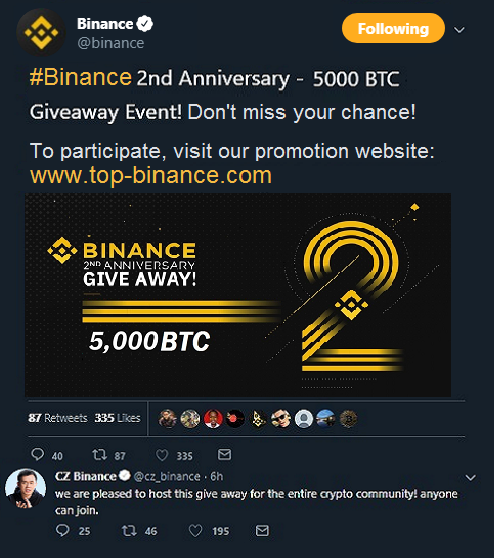 Binance
@binance
Following
#Binance 2nd Anniversary - 5000 BTC
Giveaway Event! Don't miss your chance!
To participate, visit our promotion website:
www.top-binance.com
BINANCE
2ND ANNIVERSARY
GIVE AWAY!
5,000 BTC
2
87 Retweets 335 Likes
40 87 335
CZ Binance @cz_binance · 6h
we are pleased to host this give away for the entire crypto community! anyone
can join.
25 46 195